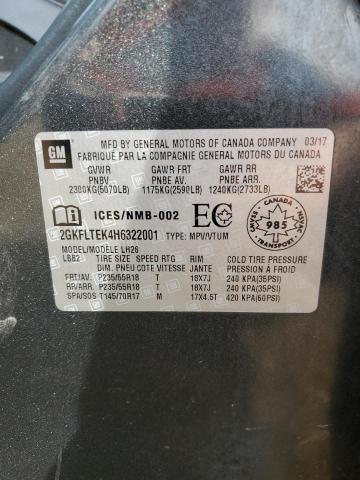 GM
MFD BY GENERAL MOTORS OF CANADA COMPANY 03/17
FABRIQUÉ PAR LA COMPAGNIE GENERAL MOTORS DU CANADA
GVWR GAWR FRT GAWR RR
PNBV PNBE AV. PNBE ARR.
2300KG(5070LB) 1175KG(2590LB) 1240KG(2733LB)
ICES/NMB-002 EC
CANADA
985
2GKFLTEK4H6322001 TYPE: MPV/VTUM
MODEL/MODÈLE LH26
LBB2 TIRE SIZE SPEED RTG RIM COLD TIRE PRESSURE
DIM. PNEU COTE VITESSE JANTE PRESSION À FROID
FRT/AV. P235/55R18 T 18X7J 240 KPA(35PSI)
RR/ARR. P235/55R18 T 18X7J 240 KPA(35PSI)
SPA/SOS T145/70R17 M 17X4.5T 420 KPA(60PSI)